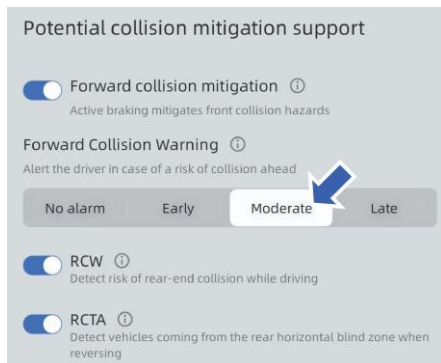 Potential collision mitigation support
Forward collision mitigation
Active braking mitigates front collision hazards
Forward Collision Warning
Alert the driver in case of a risk of collision ahead
No alarm Early Moderate Late
RCW
Detect risk of rear-end collision while driving
RCTA
Detect vehicles coming from the rear horizontal blind zone when
reversing